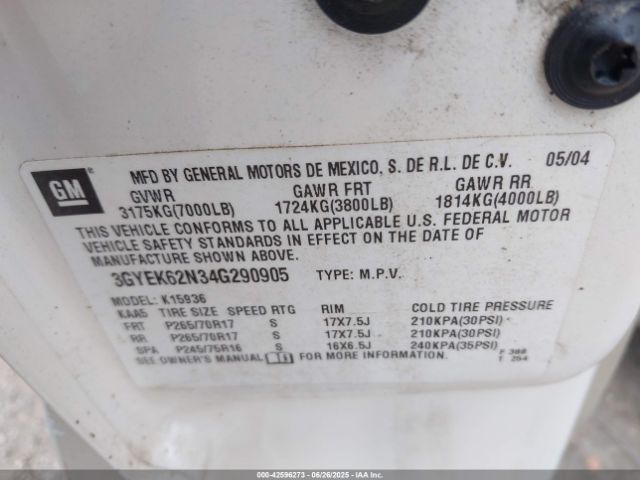 GM
MFD BY GENERAL MOTORS DE MEXICO, S. DE R.L. DE C.V. 05/04
GVWR GAWR FRT GAWR RR
3175KG(7000LB) 1724KG(3800LB) 1814KG(4000LB)
THIS VEHICLE CONFORMS TO ALL APPLICABLE U.S. FEDERAL MOTOR
VEHICLE SAFETY STANDARDS IN EFFECT ON THE DATE OF
MANUFACTURE SHOWN ABOVE.
3GYEK62N34G290905 TYPE: M.P.V.
MODEL: K15936
KAA5 TIRE SIZE SPEED RTG RIM COLD TIRE PRESSURE
FRT P265/70R17 S 17X7.5J 210KPA(30PSI)
RR P265/70R17 S 17X7.5J 210KPA(30PSI)
SPA P245/75R16 S 16X6.5J 240KPA(35PSI)
SEE OWNER'S MANUAL FOR MORE INFORMATION. F 388
T 254
000-42596273 - 06/26/2025 - IAA Inc.